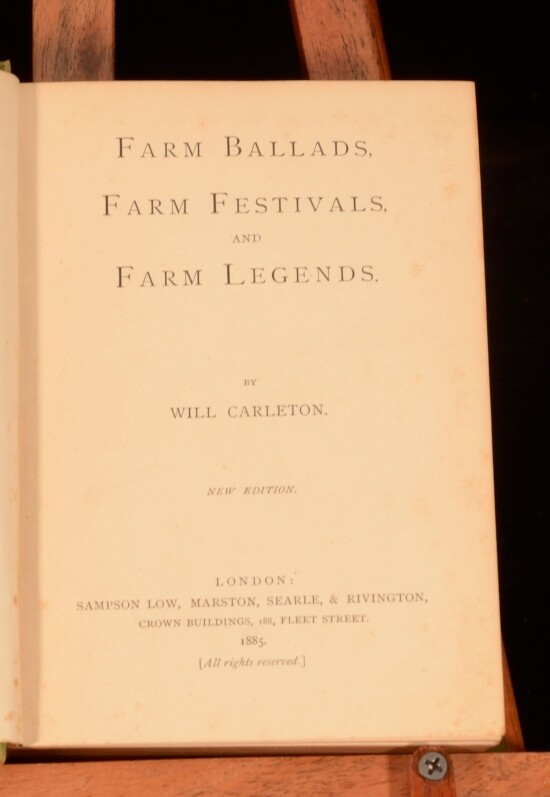 FARM BALLADS,
FARM FESTIVALS,
AND
FARM LEGENDS.
BY
WILL CARLETON.
NEW EDITION.
LONDON:
SAMPSON LOW, MARSTON, SEARLE, & RIVINGTON,
CROWN BUILDINGS, 188, FLEET STREET.
1885.
[All rights reserved.]